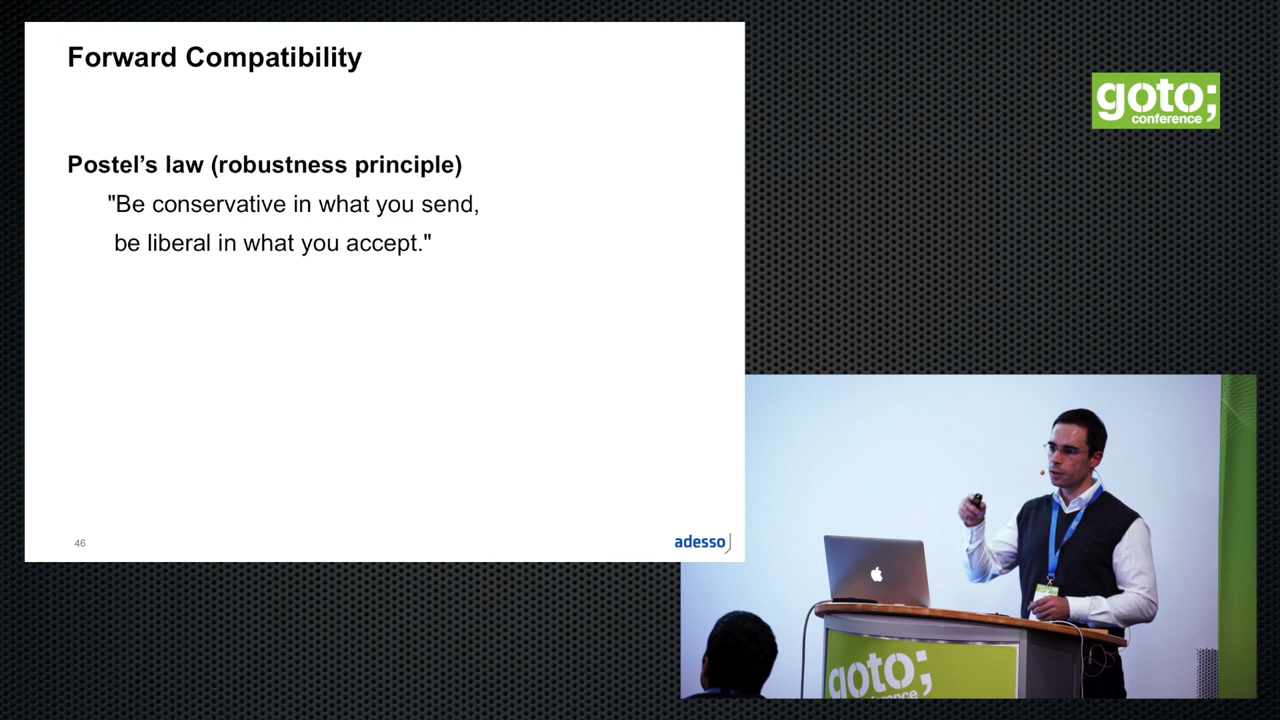 Forward Compatibility
Postel's law (robustness principle)
"Be conservative in what you send,
be liberal in what you accept."
46
adesso
goto;
conference
goto;
conference